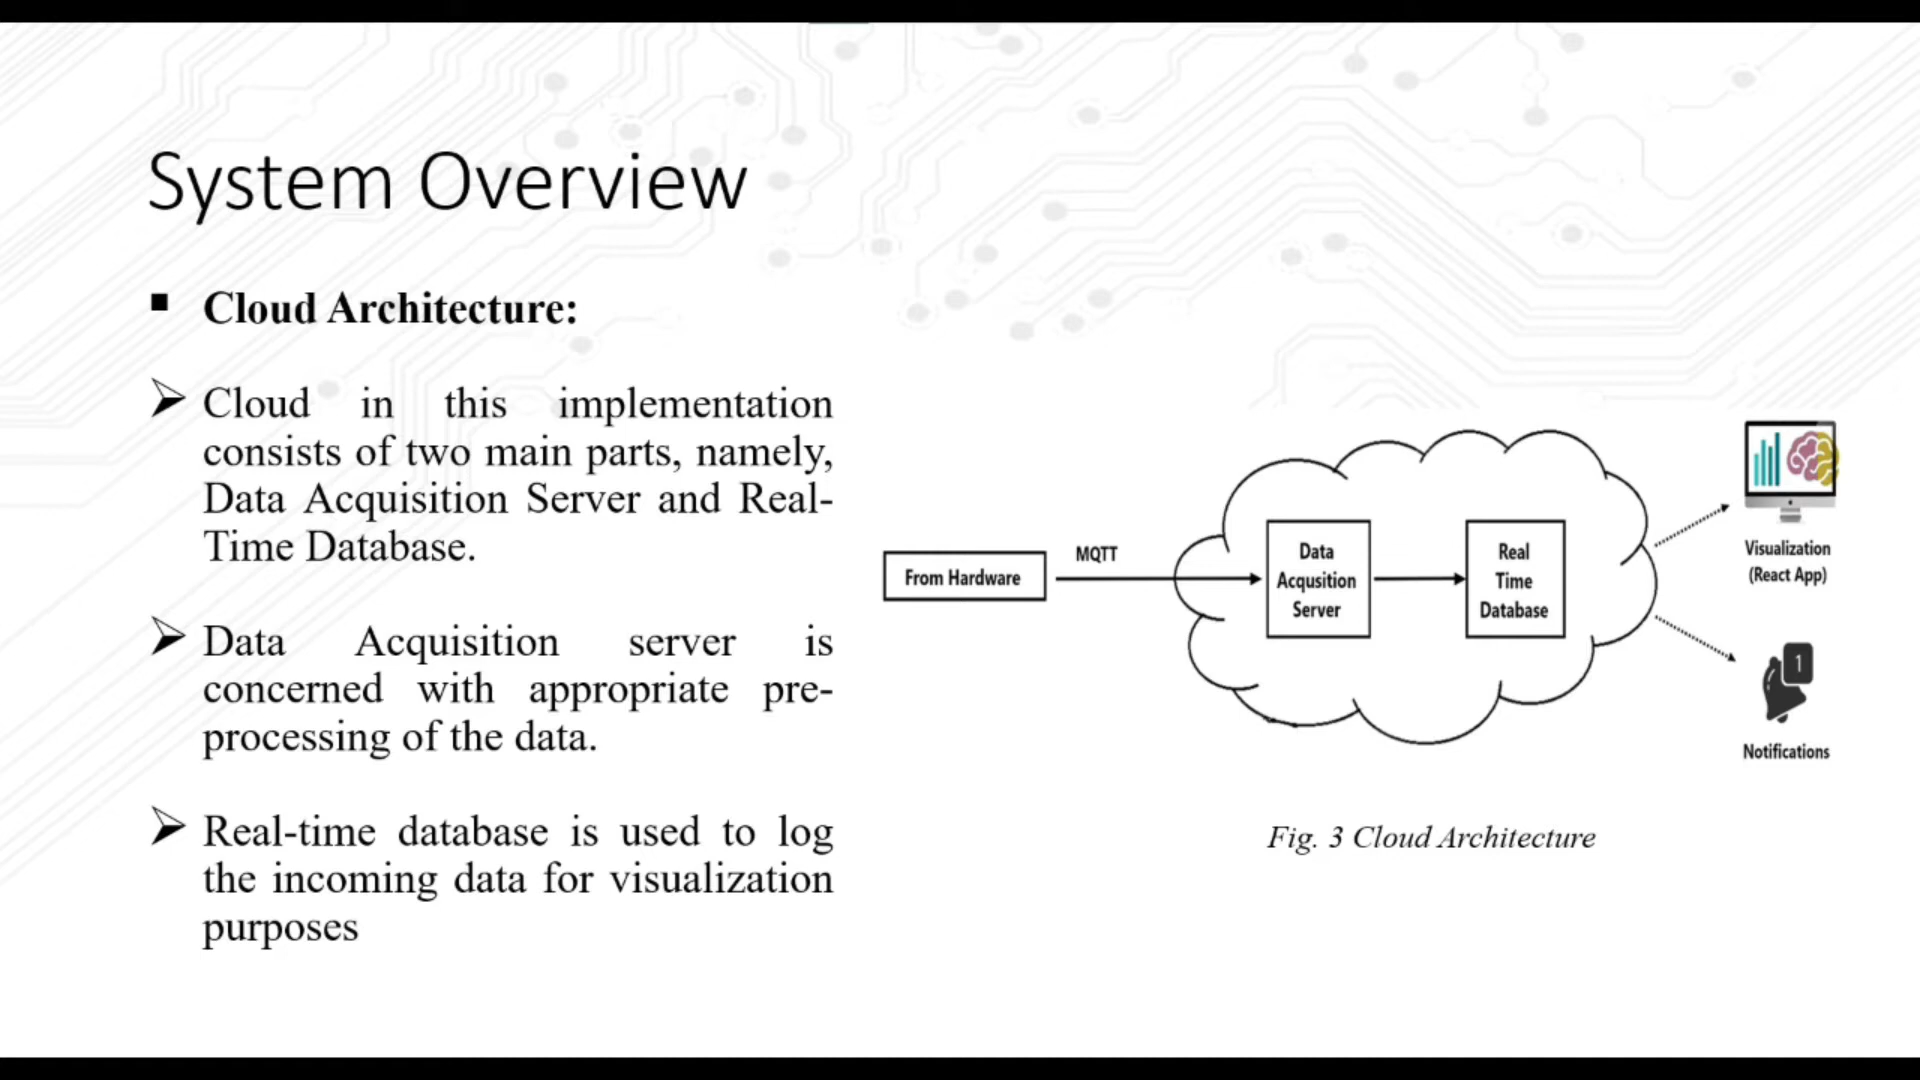 System Overview
Cloud Architecture:
Cloud in this implementation
consists of two main parts, namely,
Data Acquisition Server and Real-
Time Database.
Data Acquisition server is
concerned with appropriate pre-
processing of the data.
Real-time database is used to log
the incoming data for visualization
purposes
From Hardware
MQTT
Data
Acqusition
Server
Real
Time
Database
Visualization
(React App)
1
Notifications
Fig. 3 Cloud Architecture